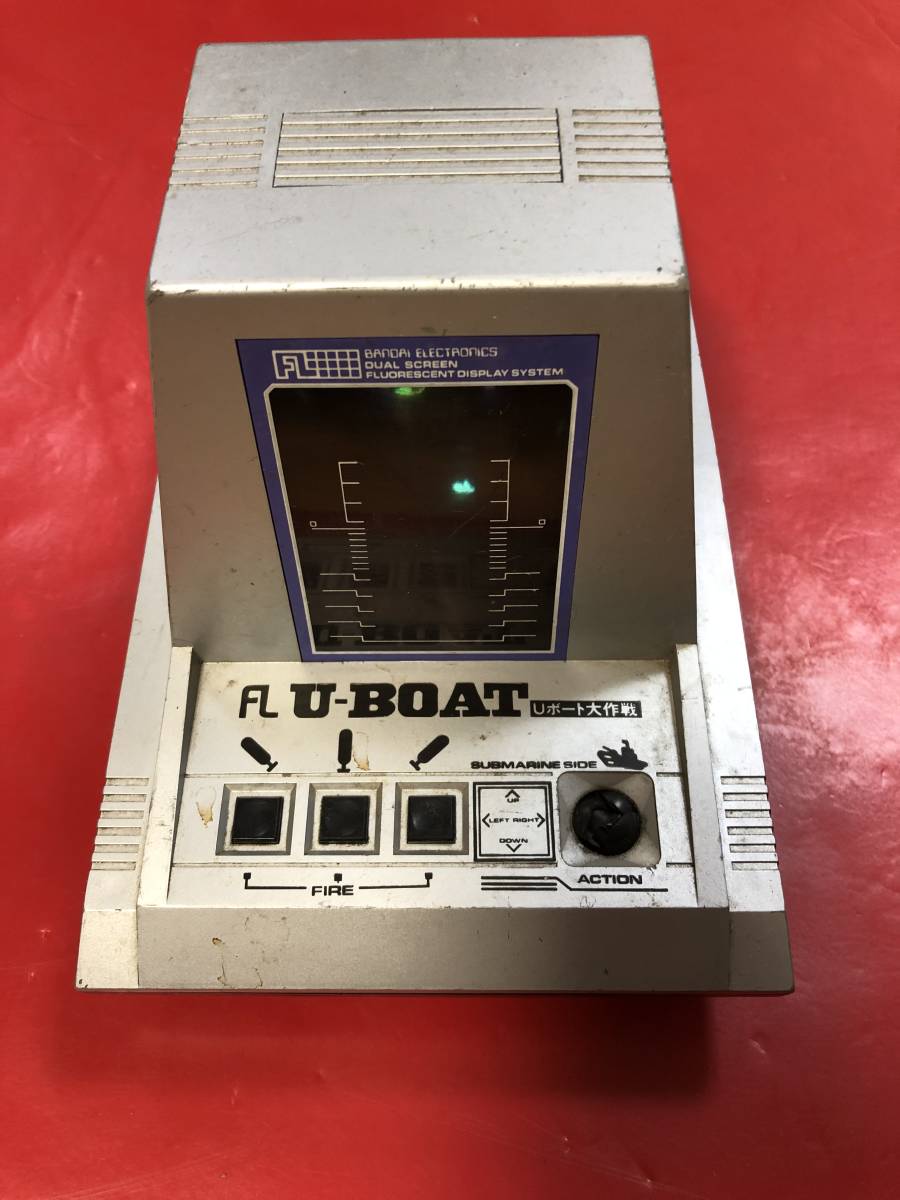 FL BANDAI ELECTRONICS
DUAL SCREEN
FLUORESCENT DISPLAY SYSTEM
FL U-BOAT Uボート大作戦
SUBMARINE SIDE
UP
LEFT RIGHT
DOWN
FIRE
ACTION